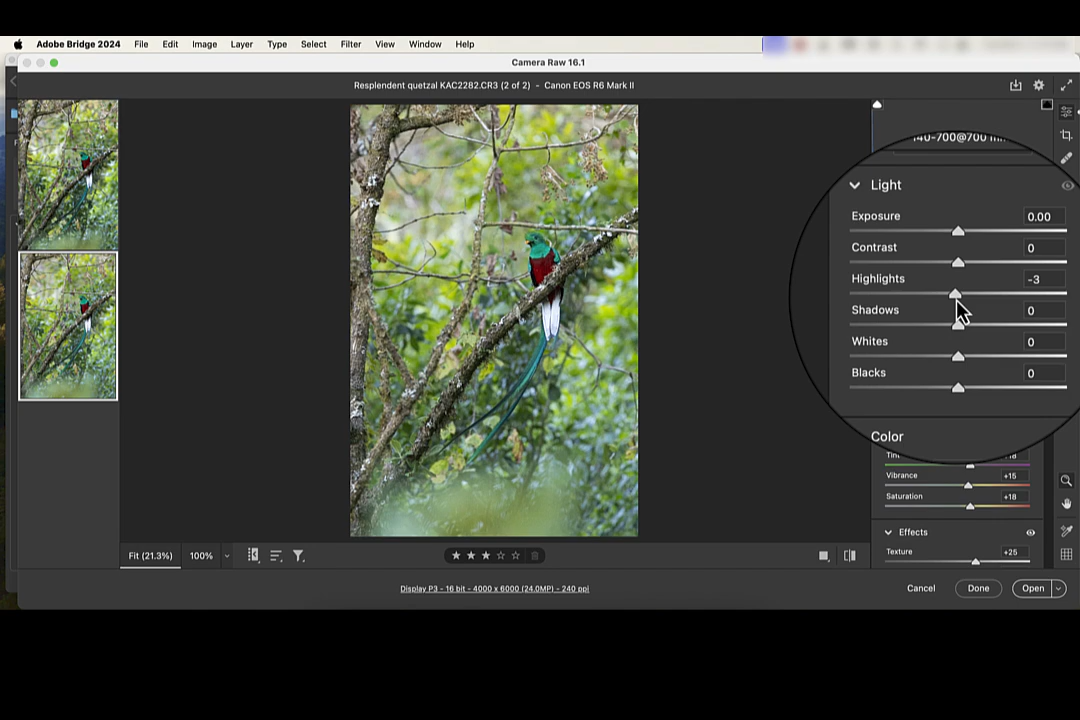 Adobe Bridge 2024 File Edit Image Layer Type Select Filter View Window Help
Camera Raw 16.1
Resplendent quetzal KAC2282.CR3 (2 of 2) - Canon EOS R6 Mark II
Light
Exposure 0.00
Contrast 0
Highlights -3
Shadows 0
Whites 0
Blacks 0
Color
Vibrance +15
Saturation +18
Effects
Texture +25
Fit (21.3%) 100%
Display P3 - 16 bit - 4000 x 6000 (24.0MP) - 240 ppi
Cancel Done Open